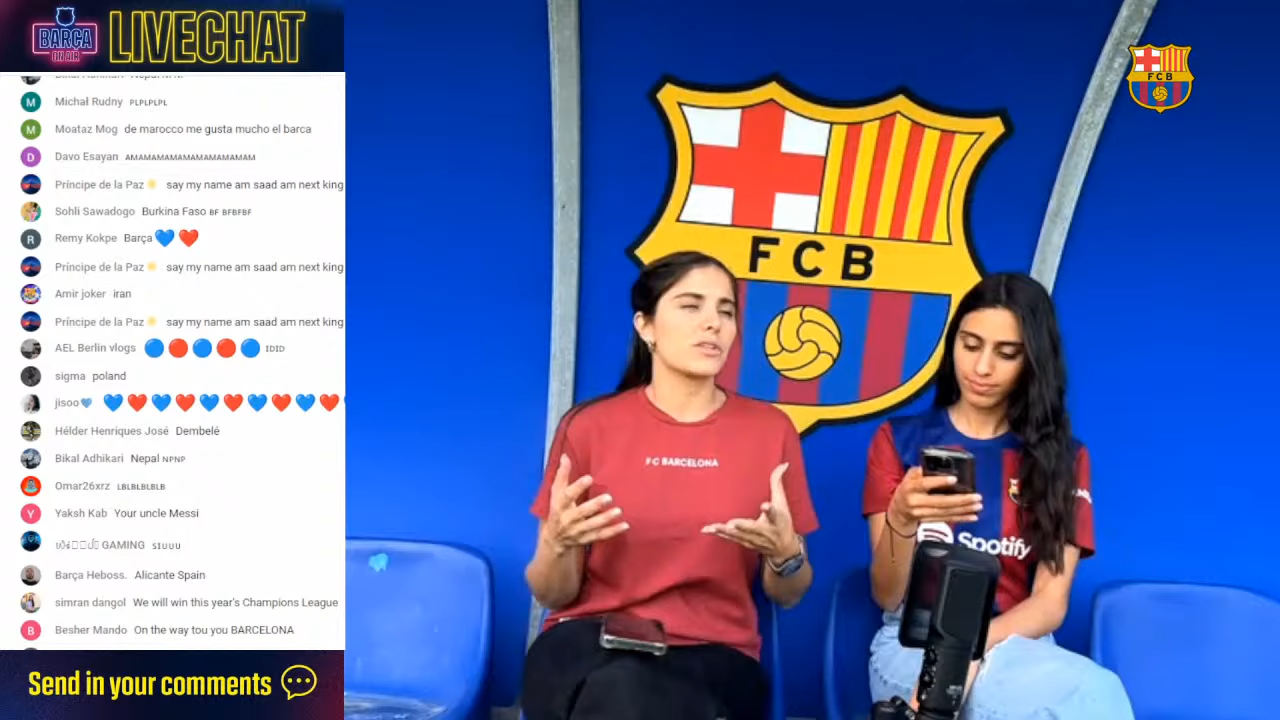 BARÇA
ON AIR
LIVECHAT
Michał Rudny PLPLPLPL
Moataz Mog de marocco me gusta mucho el barca
Davo Esayan AMAMAMAMAMAMAMAMAMAM
Príncipe de la Paz say my name am saad am next king
Sohli Sawadogo Burkina Faso BF BFBFBF
Remy Kokpe Barça💙❤️
Príncipe de la Paz say my name am saad am next king
Amir joker iran
Príncipe de la Paz say my name am saad am next king
AEL Berlin vlogs 🔵🔴🔵🔴🔵 IDID
sigma poland
jisoo💙 💙❤️💙❤️💙❤️💙❤️💙❤️
Hélder Henriques José Dembelé
Bikal Adhikari Nepal NPNP
Omar26xrz LBLBLBLBLB
Yaksh Kab Your uncle Messi
GAMING SIUUU
Barça Heboss. Alicante Spain
simran dangol We will win this year's Champions League
Besher Mando On the way tou you BARCELONA
Send in your comments
FCB
FCB
FC BARCELONA
Spotify